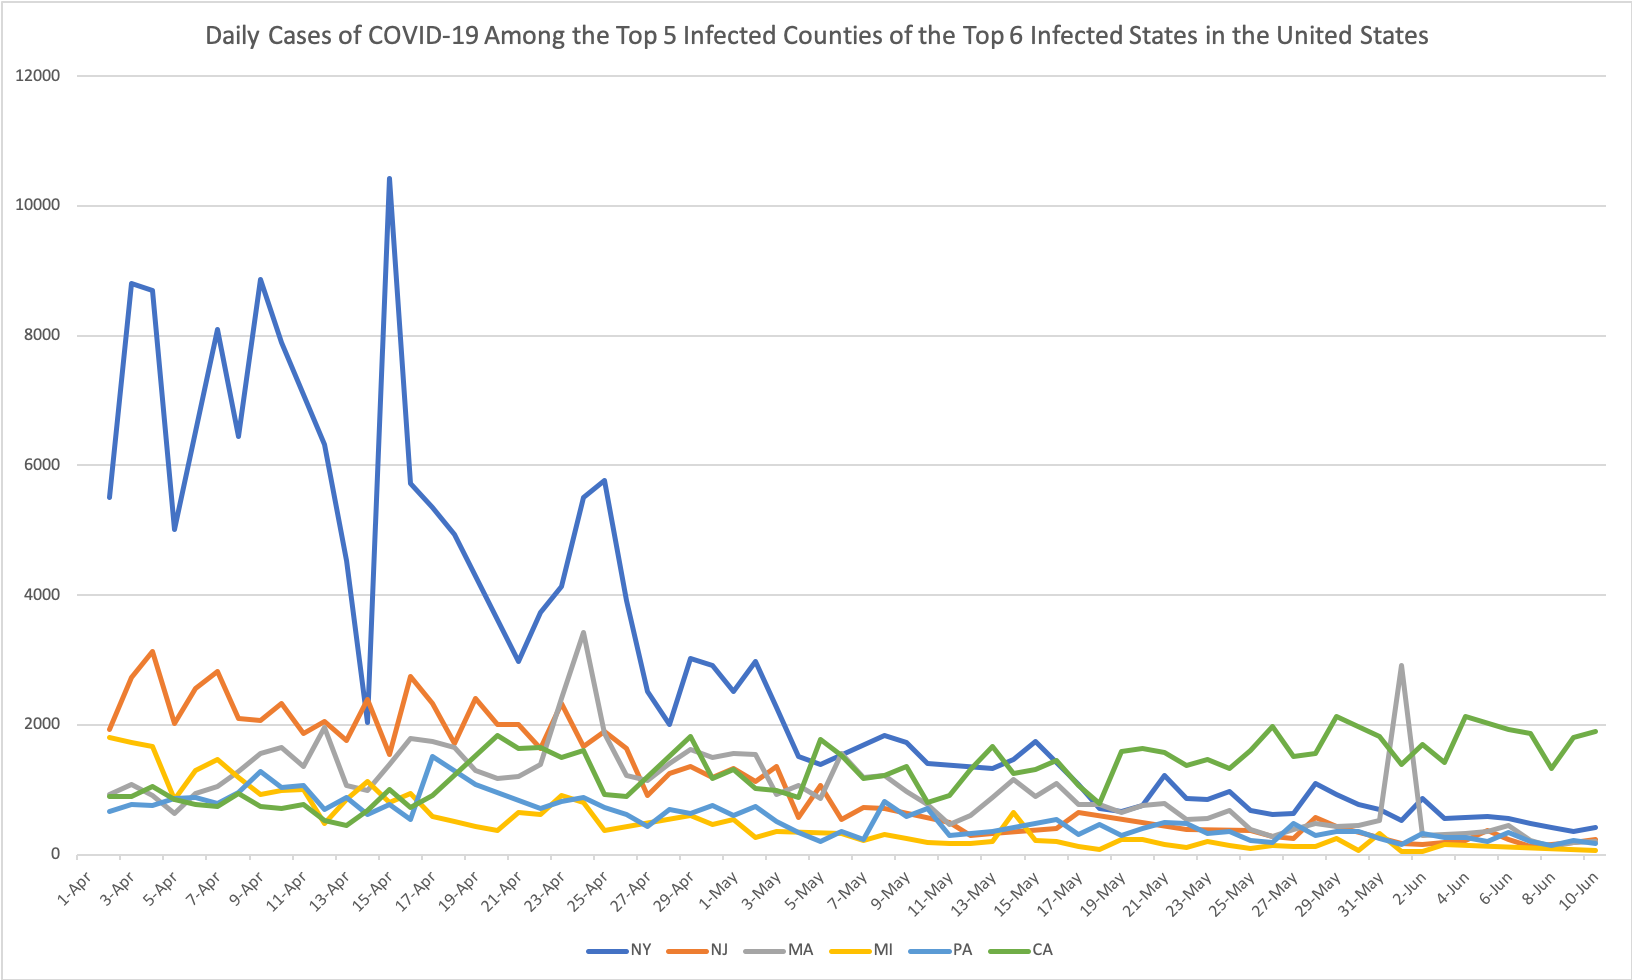 Daily Cases of COVID-19 Among the Top 5 Infected Counties of the Top 6 Infected States in the United States
12000
10000
8000
6000
4000
2000
0
1-Apr 3-Apr 5-Apr 7-Apr 9-Apr 11-Apr 13-Apr 15-Apr 17-Apr 19-Apr 21-Apr 23-Apr 25-Apr 27-Apr 29-Apr 1-May 3-May 5-May 7-May 9-May 11-May 13-May 15-May 17-May 19-May 21-May 23-May 25-May 27-May 29-May 31-May 2-Jun 4-Jun 6-Jun 8-Jun 10-Jun
NY NJ MA MI PA CA